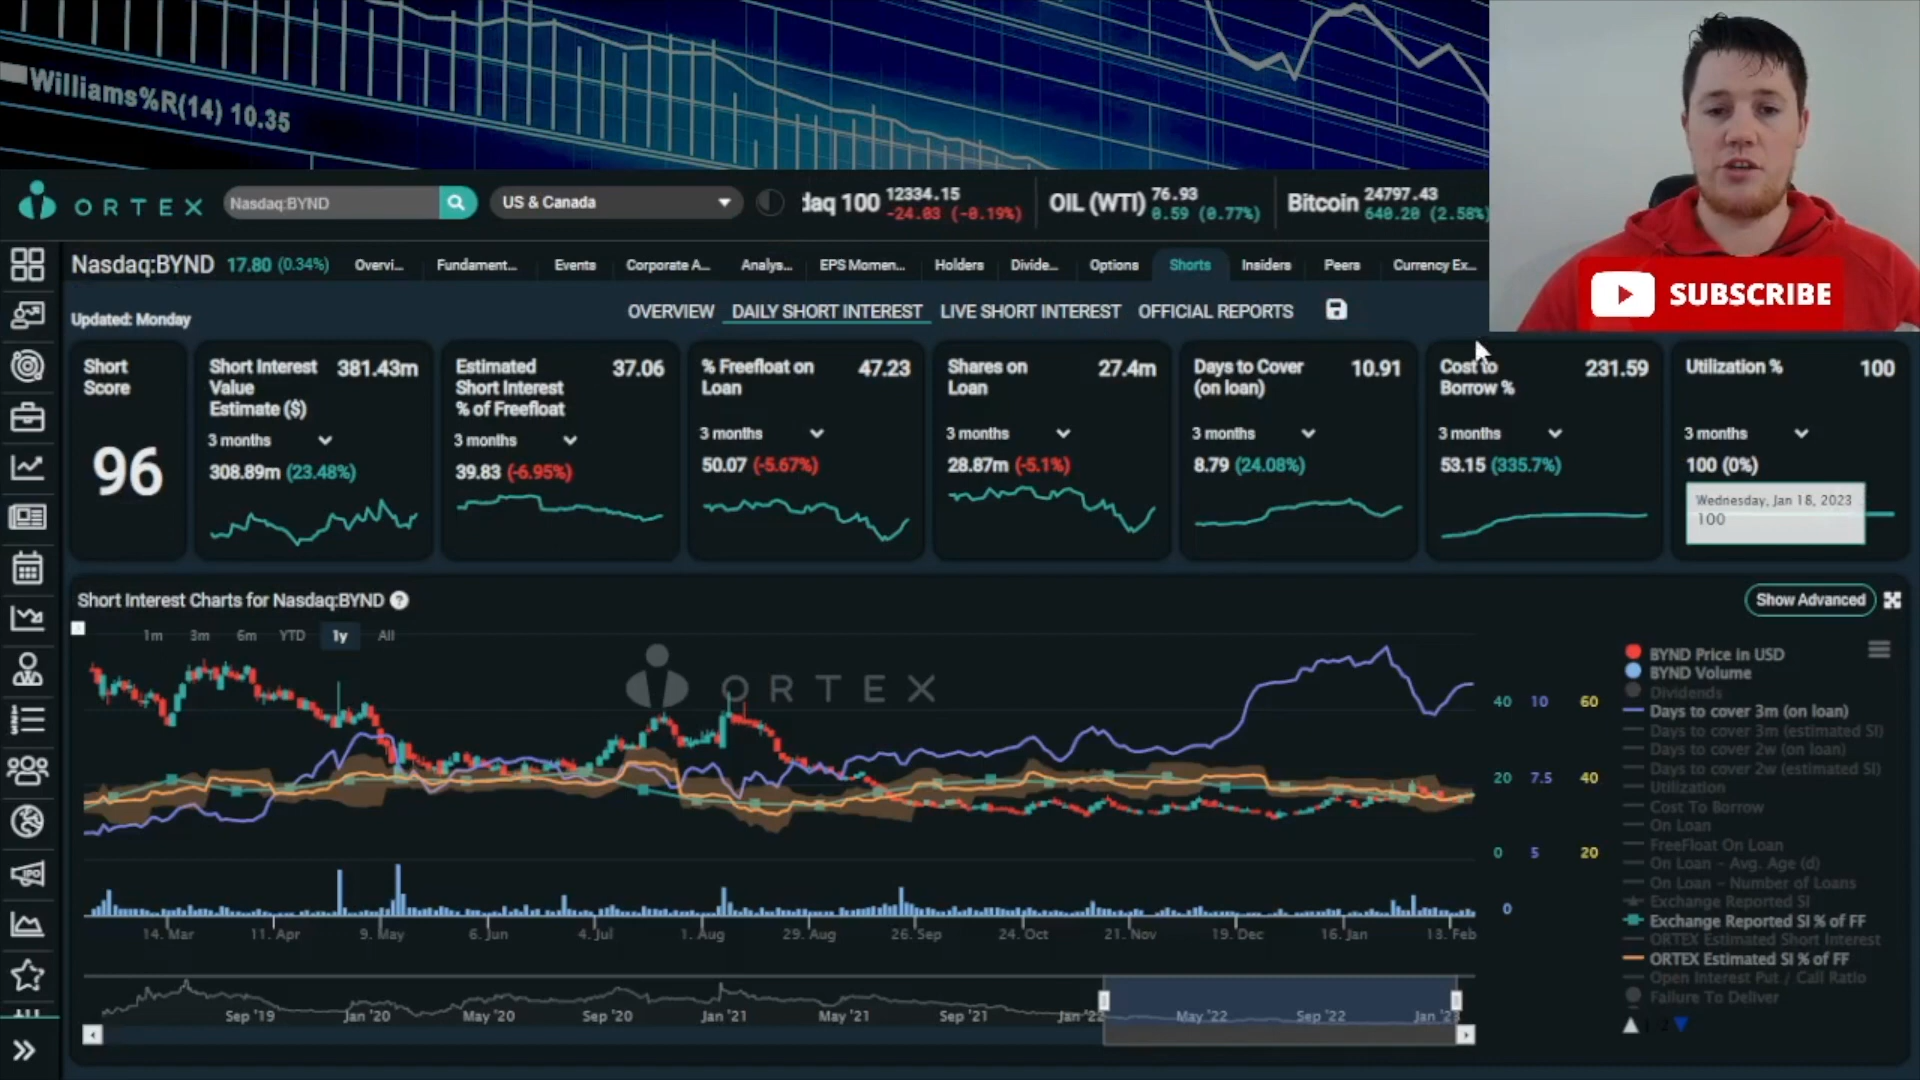 Williams%R(14) 10.35
ORTEX
Nasdaq:BYND
US & Canada
daq 100 12334.15 -24.03 (-0.19%)
OIL (WTI) 76.93 0.59 (0.77%)
Bitcoin 24797.43 640.20 (2.58%)
SUBSCRIBE
Nasdaq:BYND 17.80 (0.34%) Overvi... Fundament... Events Corporate A... Analys... EPS Momen... Holders Divide... Options Shorts Insiders Peers Currency Ex...
Updated: Monday
OVERVIEW DAILY SHORT INTEREST LIVE SHORT INTEREST OFFICIAL REPORTS
Short Score
96
Short Interest Value Estimate ($) 381.43m
3 months
308.89m (23.48%)
Estimated Short Interest % of Freefloat 37.06
3 months
39.83 (-6.95%)
% Freefloat on Loan 47.23
3 months
50.07 (-5.67%)
Shares on Loan 27.4m
3 months
28.87m (-5.1%)
Days to Cover (on loan) 10.91
3 months
8.79 (24.08%)
Cost to Borrow % 231.59
3 months
53.15 (335.7%)
Utilization % 100
3 months
100 (0%)
Wednesday, Jan 18, 2023
100
Short Interest Charts for Nasdaq:BYND ?
Show Advanced
1m 3m 6m YTD 1y All
ORTEX
40 10 60
20 7.5 40
0 5 20
0
14. Mar 11. Apr 9. May 6. Jun 4. Jul 1. Aug 29. Aug 26. Sep 24. Oct 21. Nov 19. Dec 16. Jan 13. Feb
Sep '19 Jan '20 May '20 Sep '20 Jan '21 May '21 Sep '21 Jan '22 May '22 Sep '22 Jan '23
BYND Price in USD
BYND Volume
Dividends
Days to cover 3m (on loan)
Days to cover 3m (estimated SI)
Days to cover 2w (on loan)
Days to cover 2w (estimated SI)
Utilization
Cost To Borrow
On Loan
FreeFloat On Loan
On Loan - Avg. Age (d)
On Loan - Number of Loans
Exchange Reported SI
Exchange Reported SI % of FF
ORTEX Estimated Short Interest
ORTEX Estimated SI % of FF
Open Interest Put / Call Ratio
Failure To Deliver